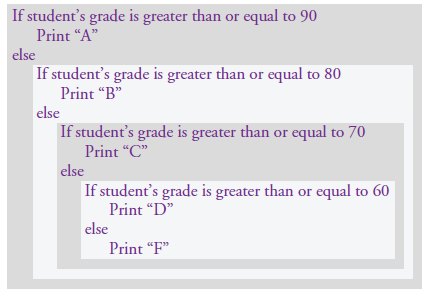 If student’s grade is greater than or equal to 90
Print “A”
else
If student’s grade is greater than or equal to 80
Print “B”
else
If student’s grade is greater than or equal to 70
Print “C”
else
If student’s grade is greater than or equal to 60
Print “D”
else
Print “F”